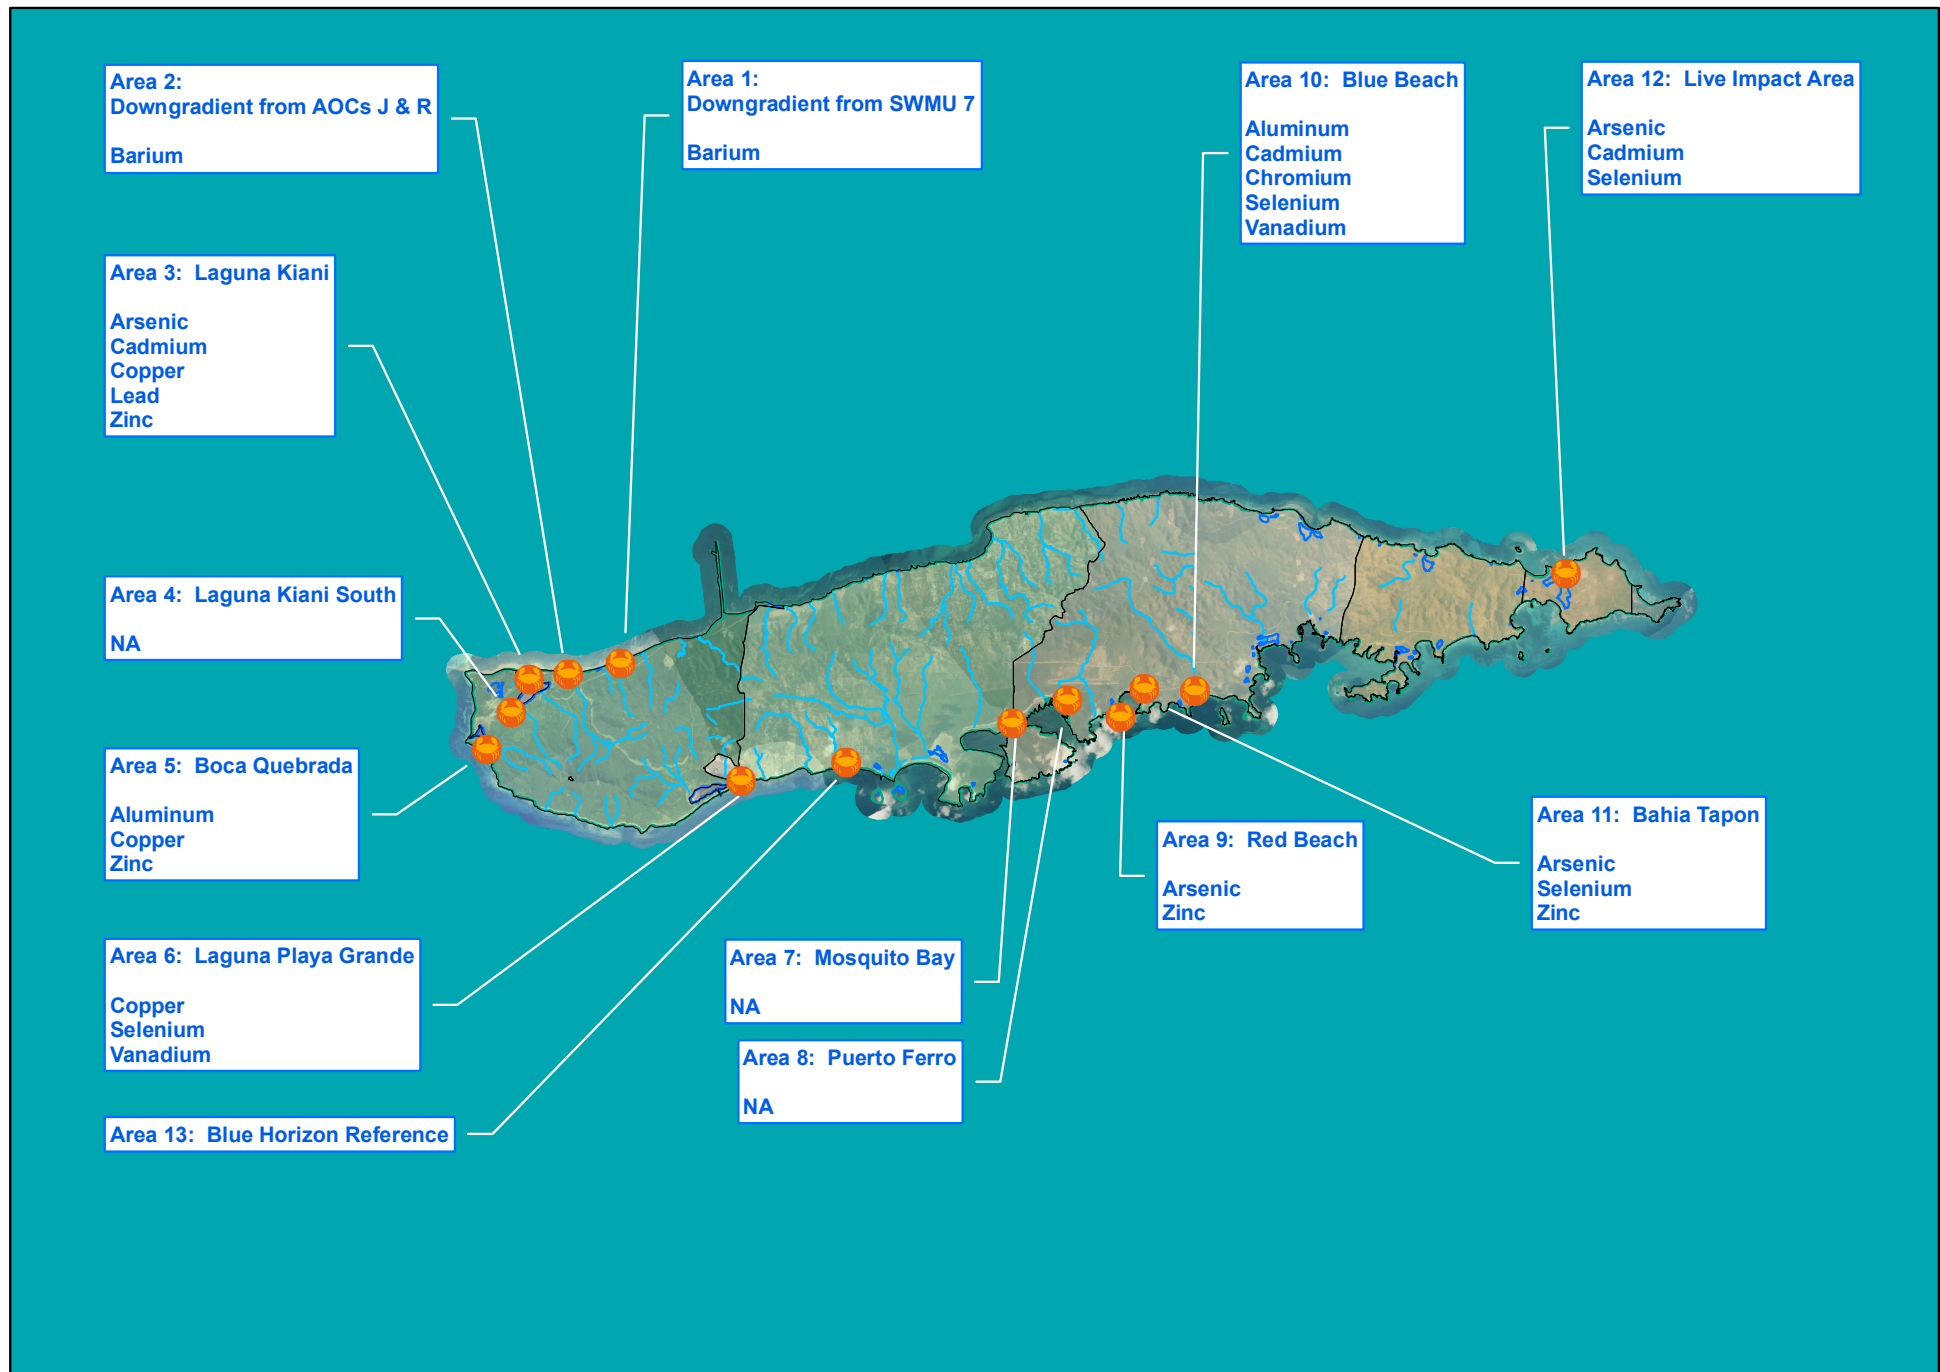 Area 2:
Downgradient from AOCs J & R
Barium
Area 1:
Downgradient from SWMU 7
Barium
Area 10: Blue Beach
Aluminum
Cadmium
Chromium
Selenium
Vanadium
Area 12: Live Impact Area
Arsenic
Cadmium
Selenium
Area 3: Laguna Kiani
Arsenic
Cadmium
Copper
Lead
Zinc
Area 4: Laguna Kiani South
NA
Area 5: Boca Quebrada
Aluminum
Copper
Zinc
Area 6: Laguna Playa Grande
Copper
Selenium
Vanadium
Area 13: Blue Horizon Reference
Area 7: Mosquito Bay
NA
Area 8: Puerto Ferro
NA
Area 9: Red Beach
Arsenic
Zinc
Area 11: Bahia Tapon
Arsenic
Selenium
Zinc